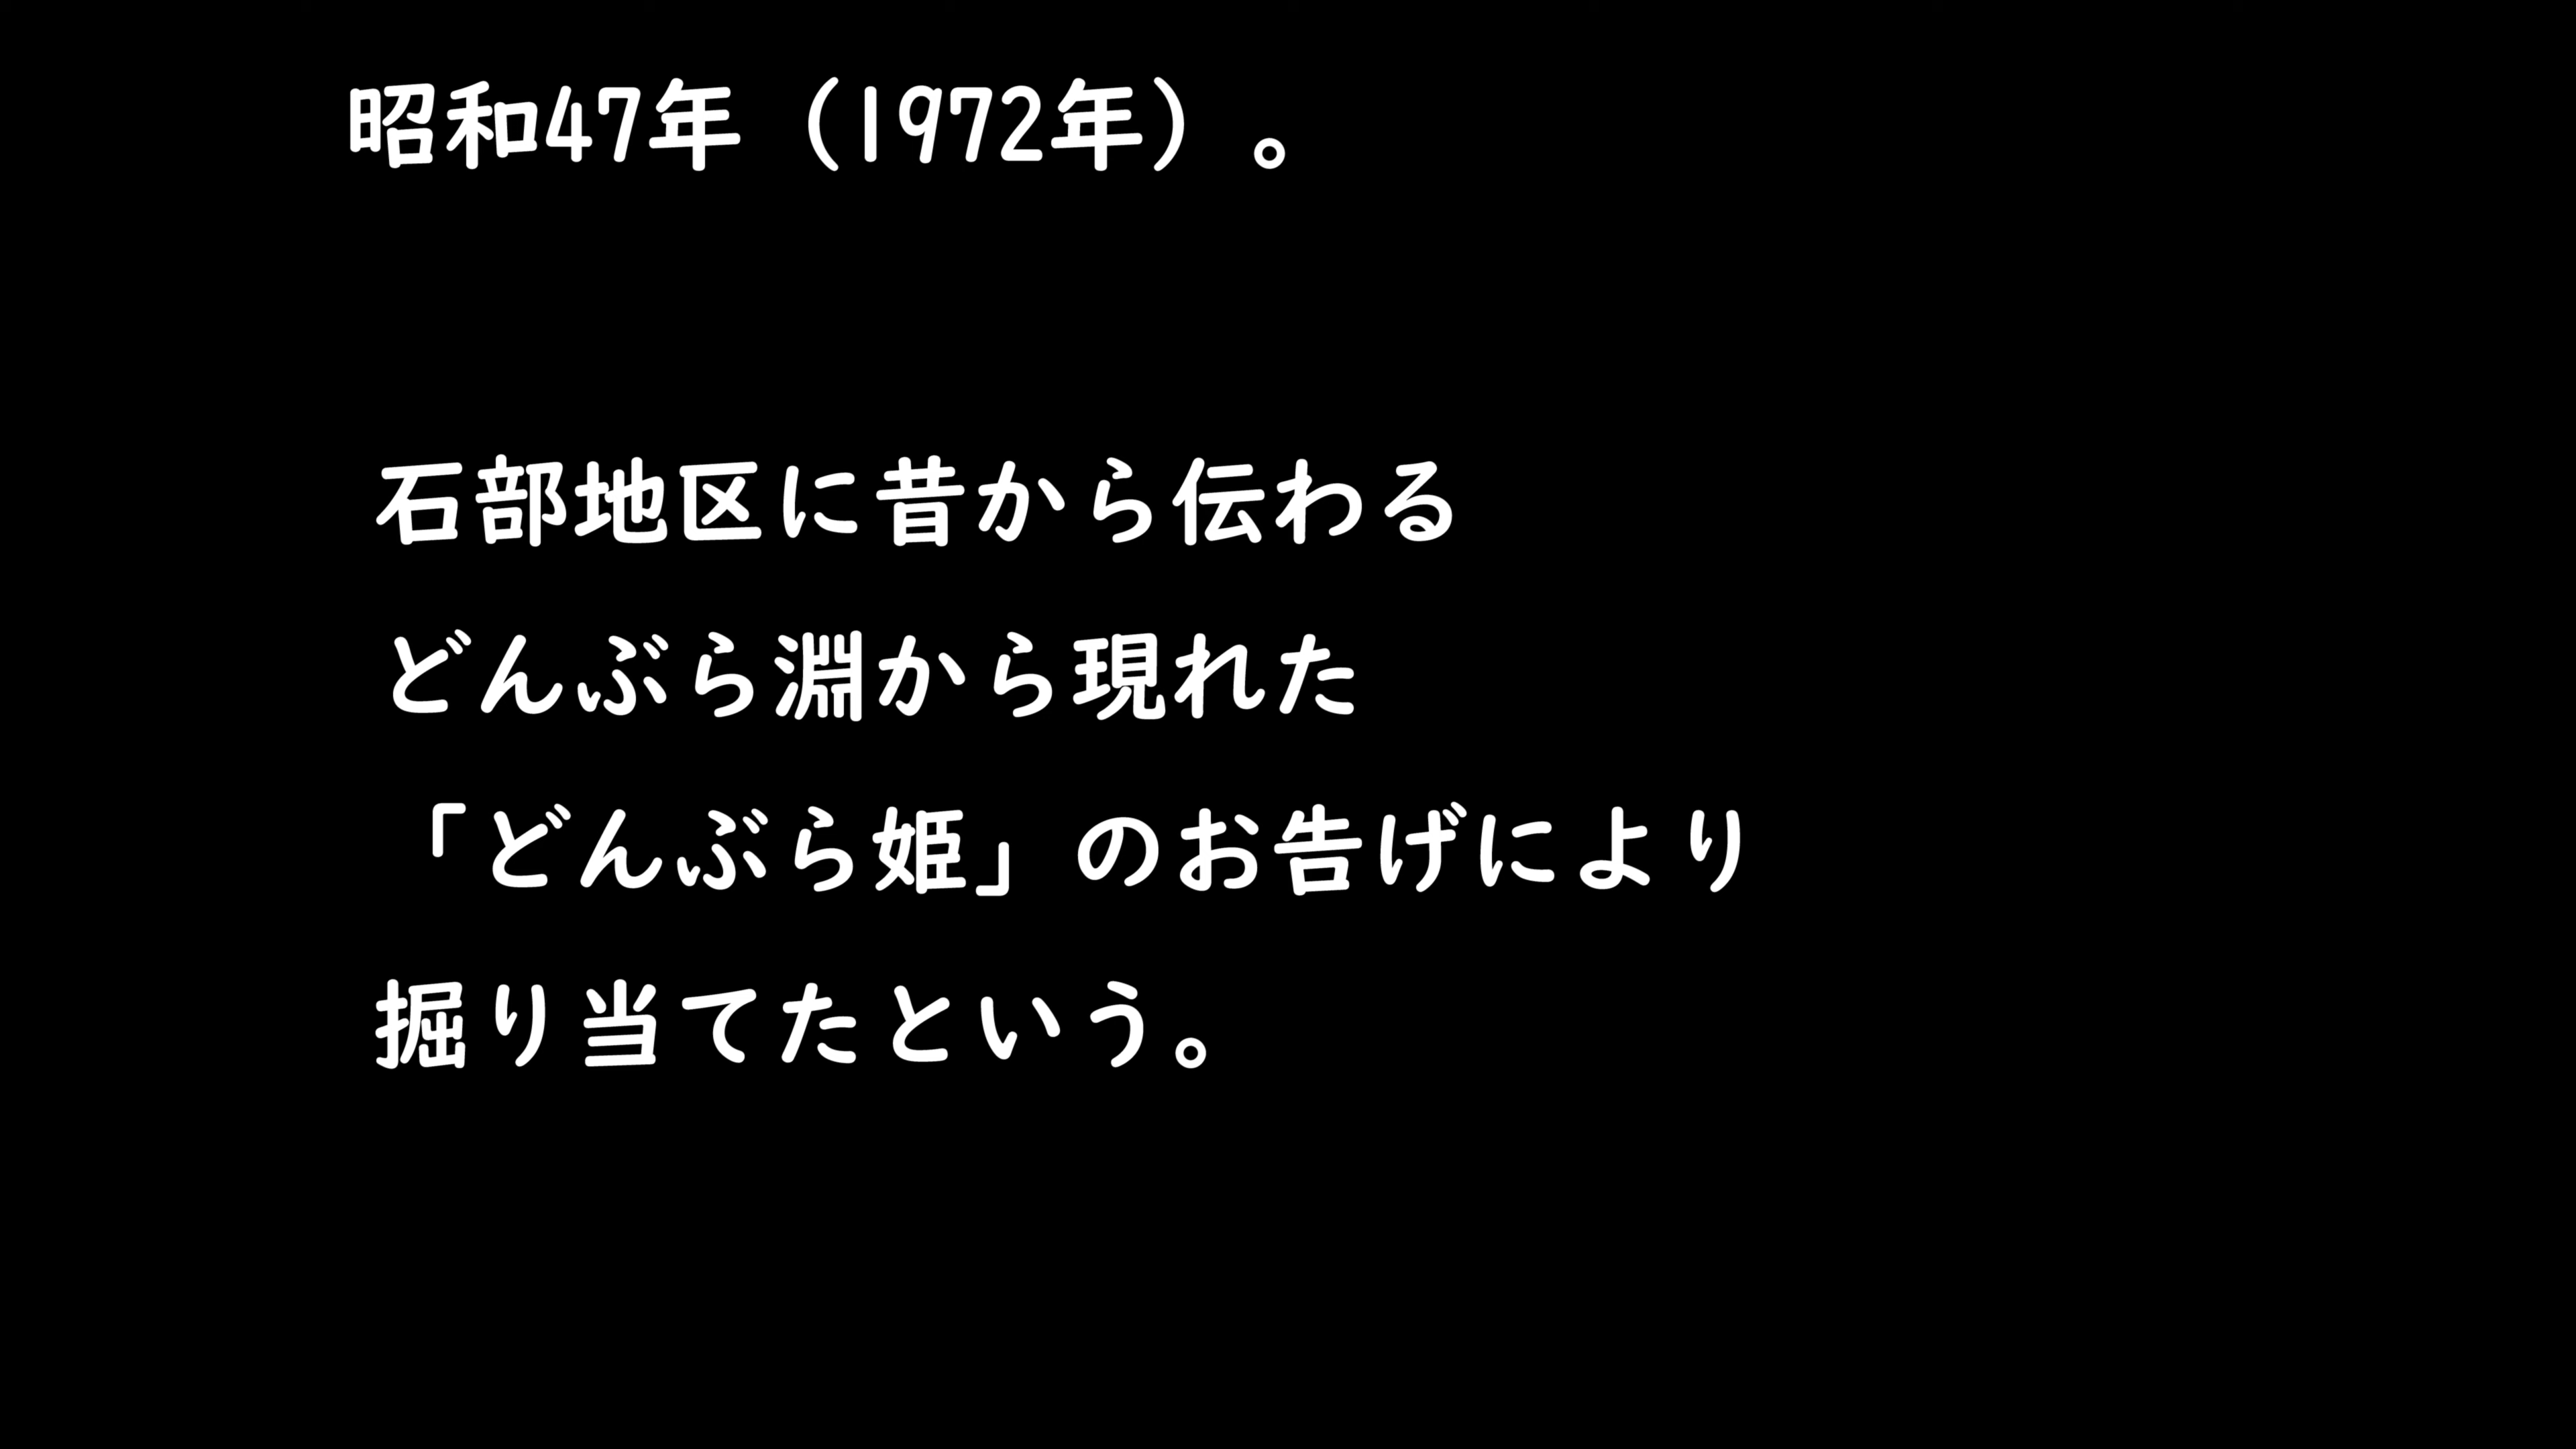 昭和47年（1972年）。
石部地区に昔から伝わる
どんぶら淵から現れた
「どんぶら姫」のお告げにより
掘り当てたという。